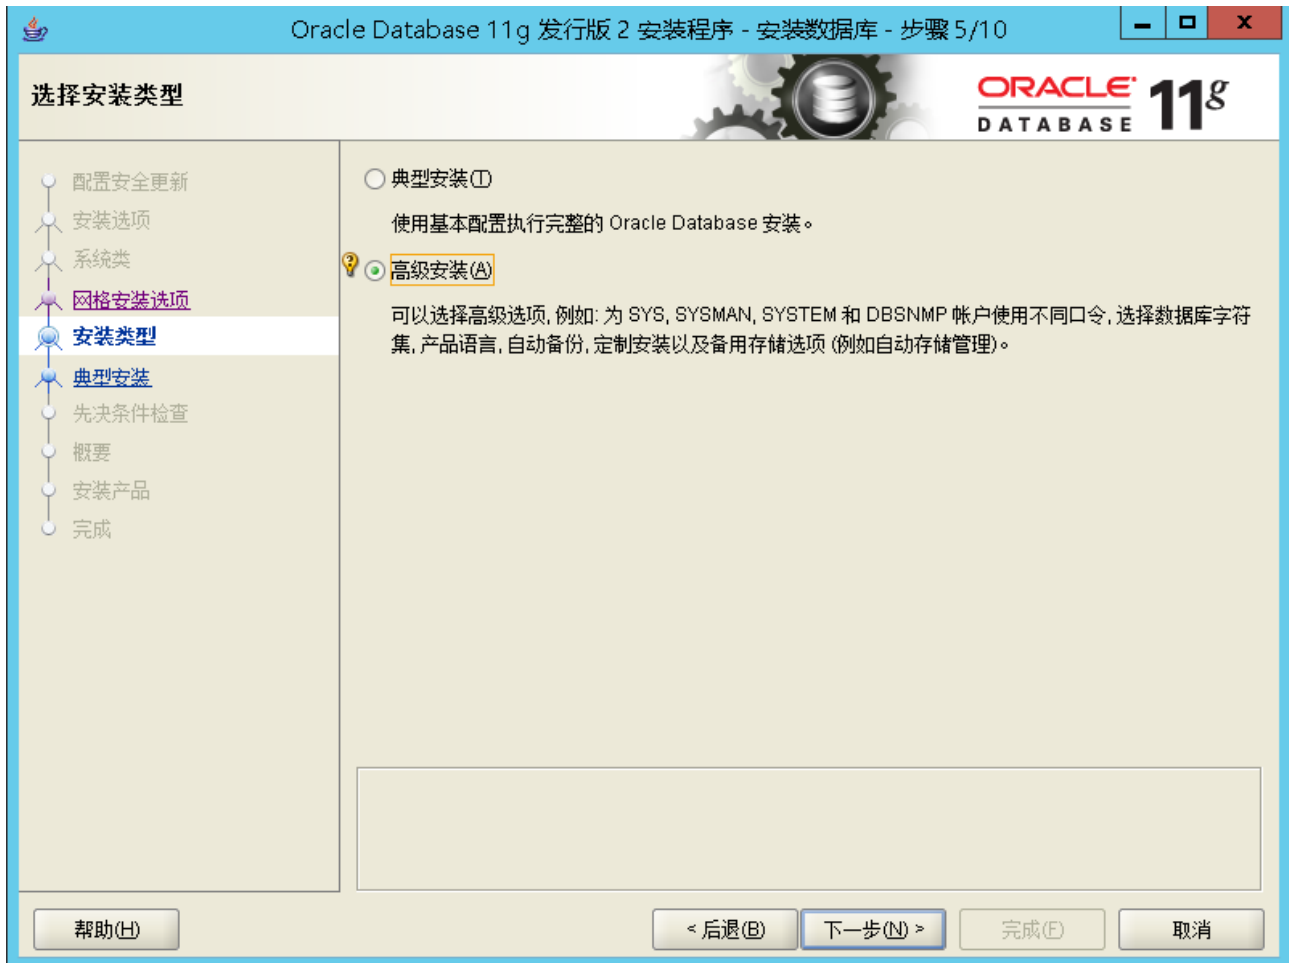 Oracle Database 11g 发行版 2 安装程序 - 安装数据库 - 步骤 5/10
选择安装类型
ORACLE
DATABASE
11g
配置安全更新
安装选项
系统类
网格安装选项
安装类型
典型安装
先决条件检查
概要
安装产品
完成
典型安装(T)
使用基本配置执行完整的 Oracle Database 安装。
高级安装(A)
可以选择高级选项, 例如: 为 SYS, SYSMAN, SYSTEM 和 DBSNMP 帐户使用不同口令, 选择数据库字符
集, 产品语言, 自动备份, 定制安装以及备用存储选项 (例如自动存储管理)。
帮助(H)
< 后退(B)
下一步(N) >
完成(F)
取消